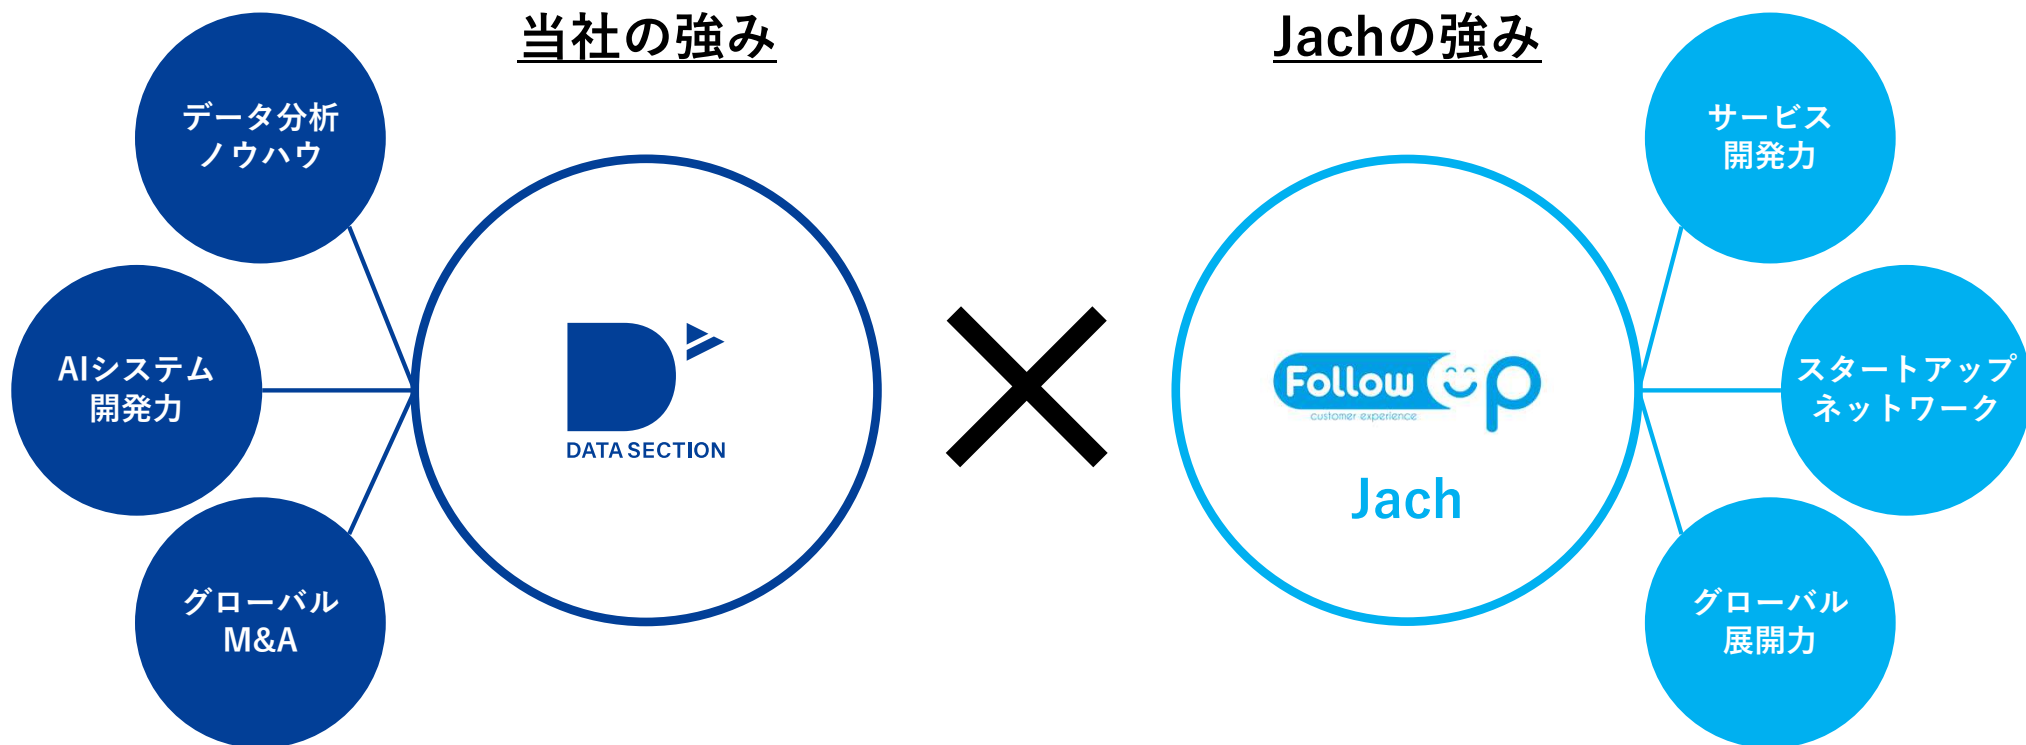 当社の強み
データ分析
ノウハウ
AIシステム
開発力
グローバル
M&A
DATA SECTION
Jachの強み
Follow up
customer experience
Jach
サービス
開発力
スタートアップ
ネットワーク
グローバル
展開力